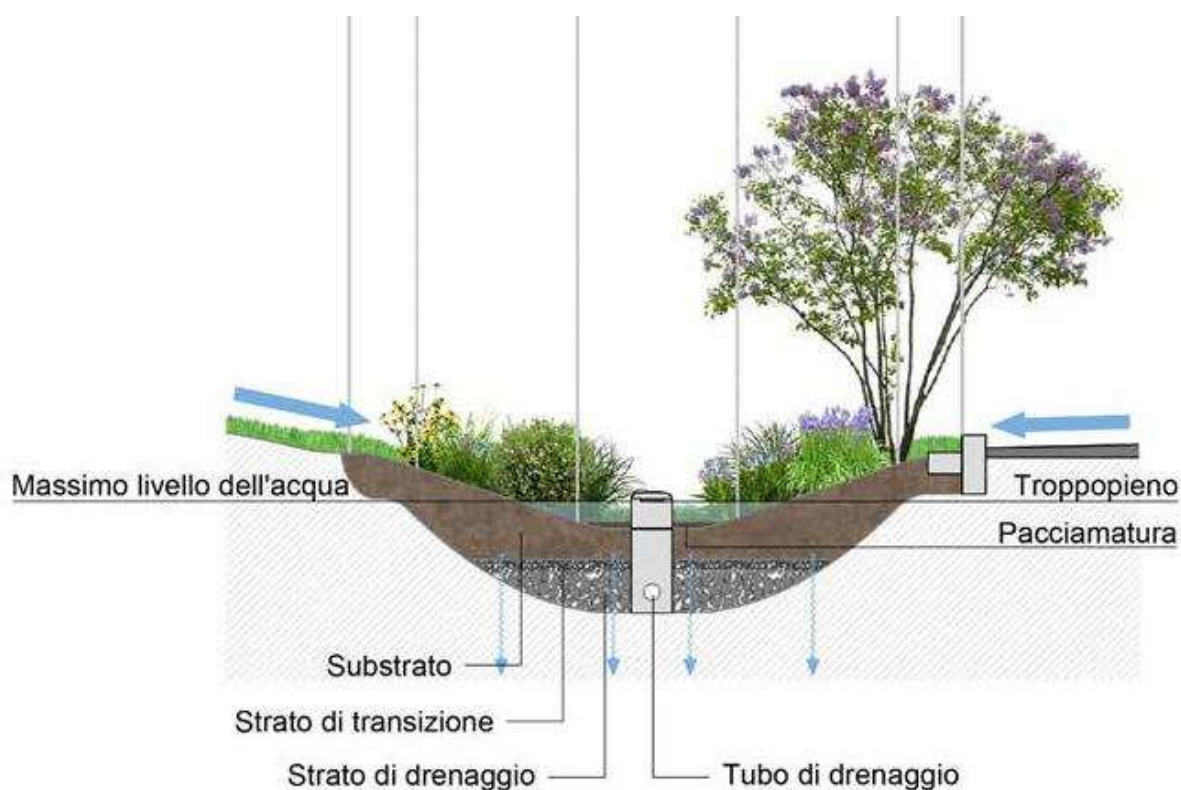 Massimo livello dell'acqua
Troppopieno
Pacciamatura
Substrato
Strato di transizione
Strato di drenaggio
Tubo di drenaggio